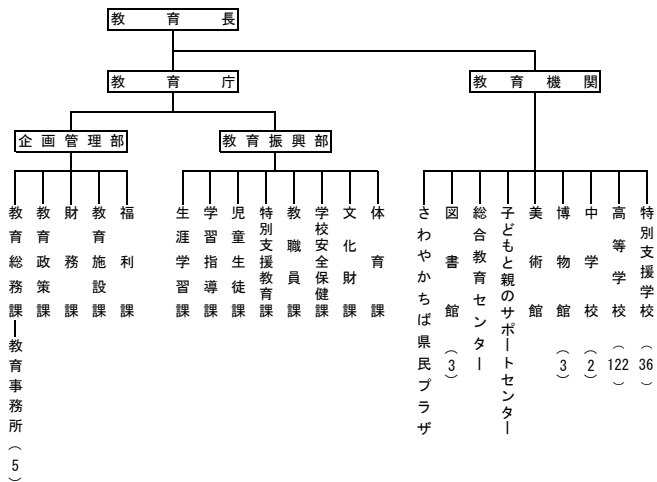 教育長
教育庁
教育機関
企画管理部
教育振興部
教育総務課
教育政策課
財務課
教育施設課
福利課
生涯学習課
学習指導課
児童生徒課
特別支援教育課
教職員課
学校安全保健課
文化財課
体育課
さわやかちば県民プラザ
図書館（3）
総合教育センター
子どもと親のサポートセンター
美術館
博物館（3）
中学校（2）
高等学校（122）
特別支援学校（36）
教育事務所（5）